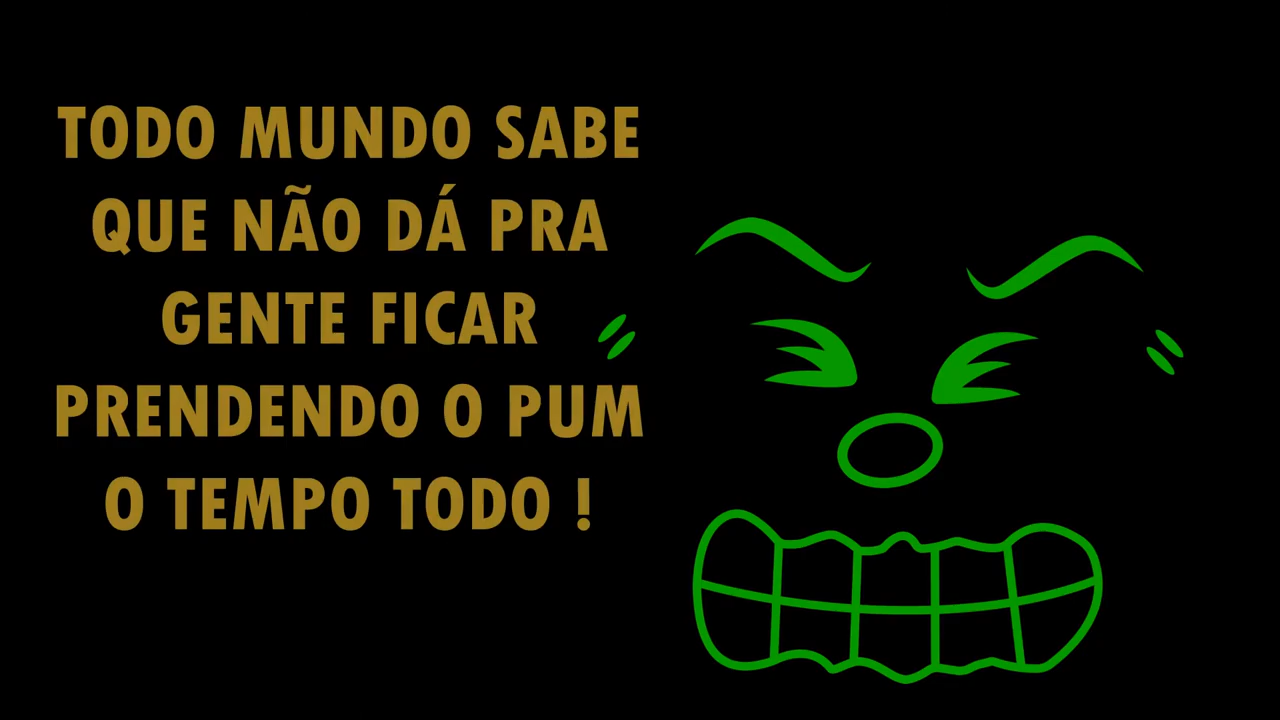 TODO MUNDO SABE
QUE NÃO DÁ PRA
GENTE FICAR
PRENDENDO O PUM
O TEMPO TODO !